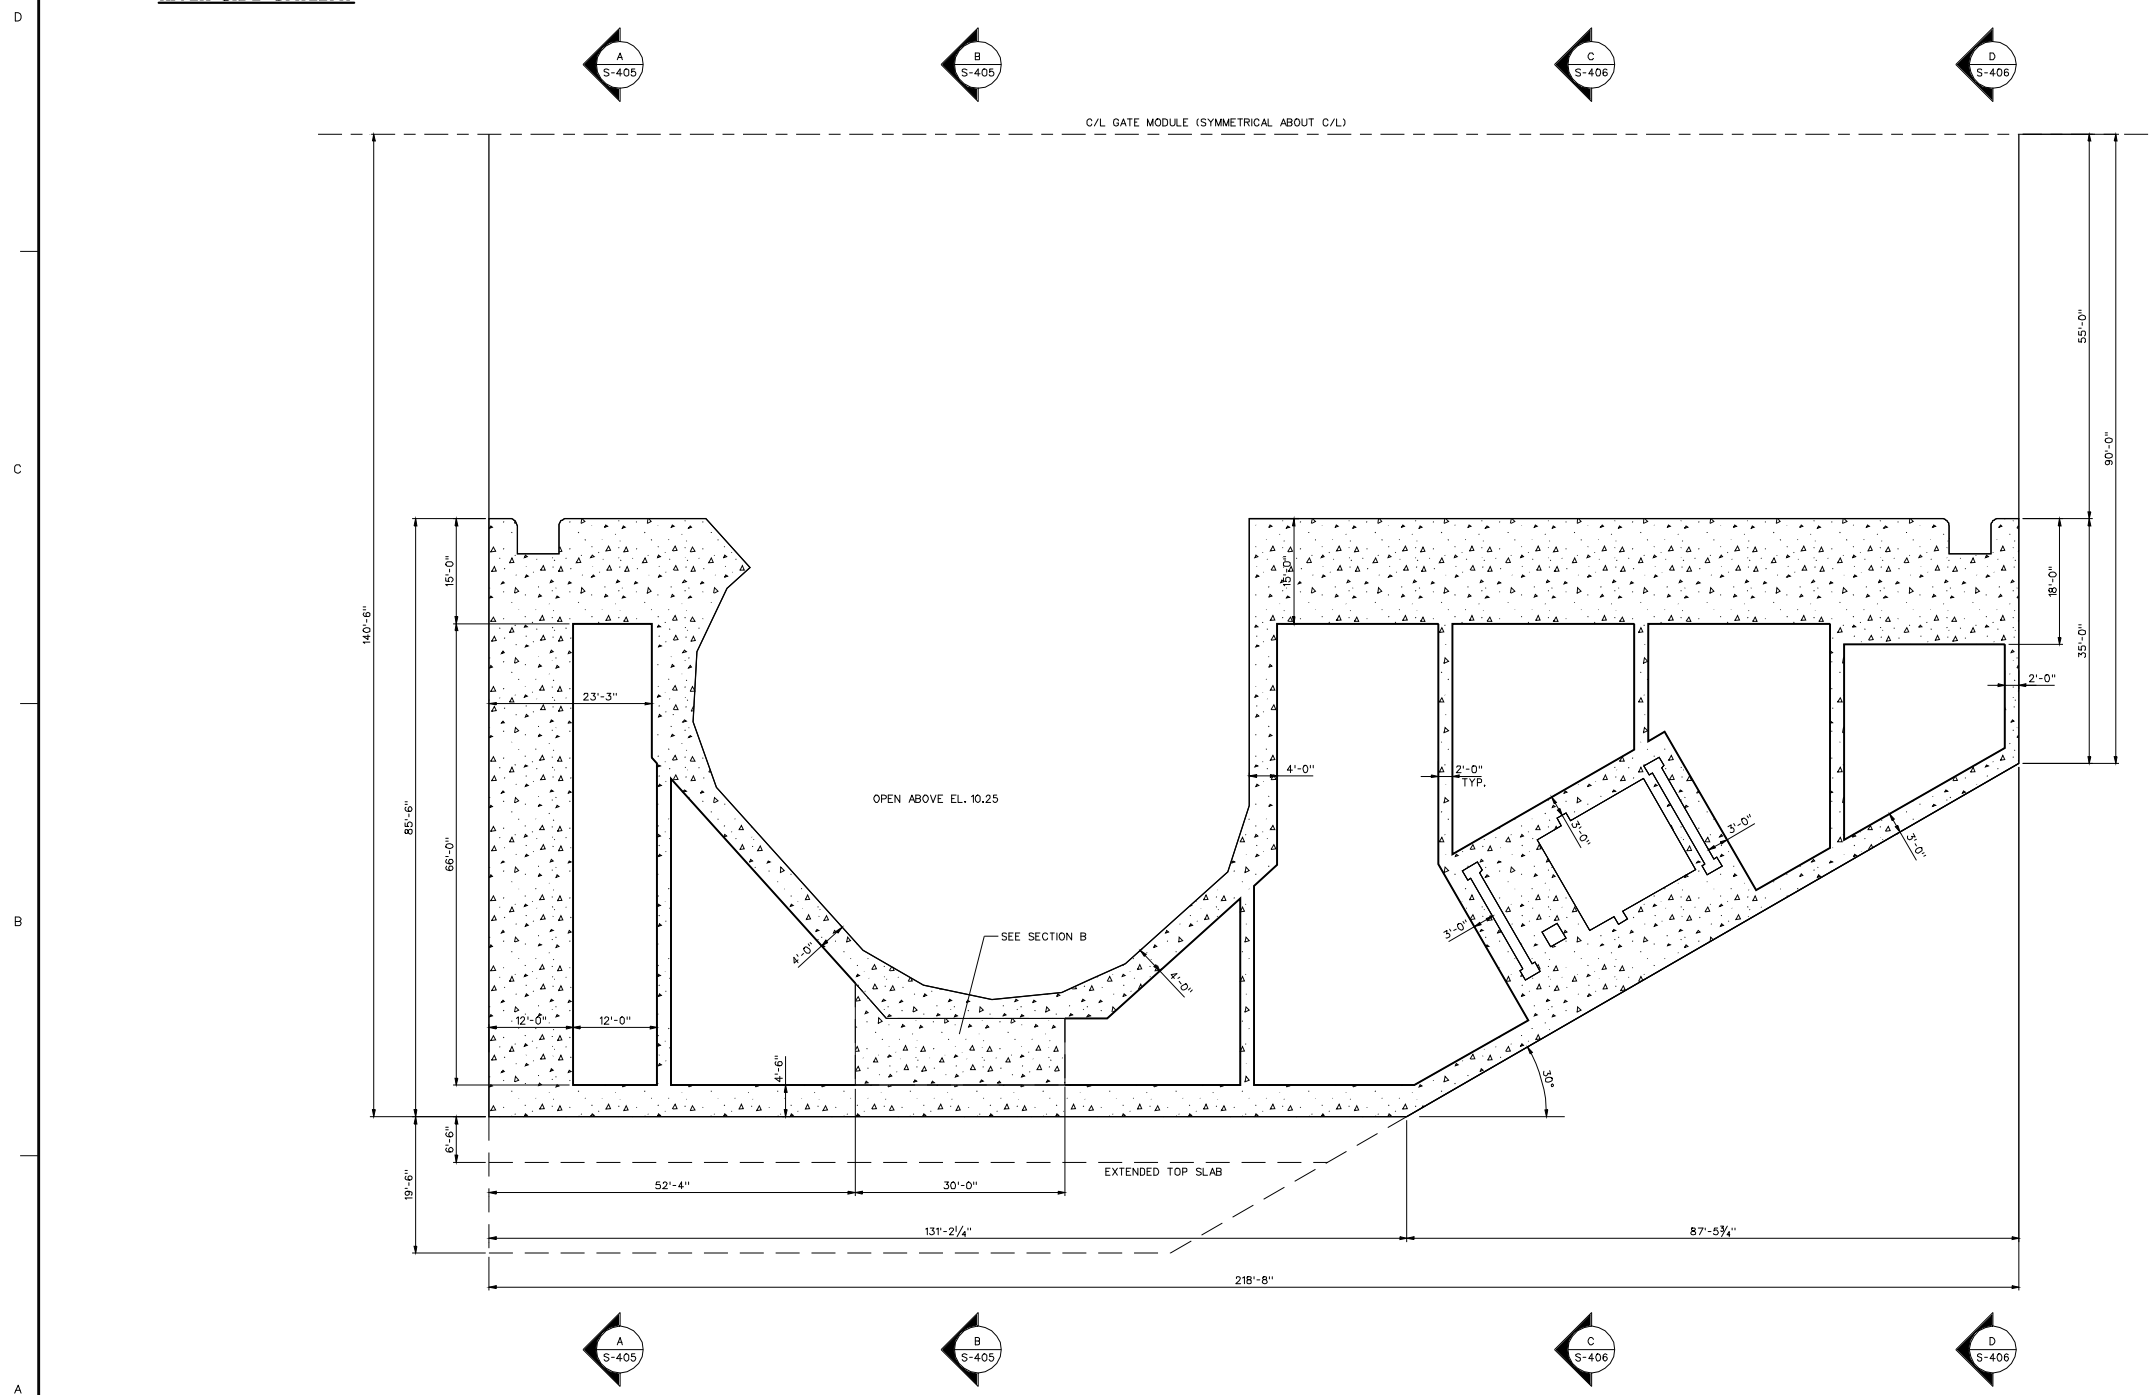 D
A
S-405
B
S-405
C
S-406
D
S-406
C/L GATE MODULE (SYMMETRICAL ABOUT C/L)
55'-0"
90'-0"
C
15'-0"
15'-0"
18'-0"
35'-0"
140'-6"
23'-3"
2'-0"
4'-0"
2'-0"
TYP.
OPEN ABOVE EL. 10.25
85'-6"
66'-0"
3'-0"
3'-0"
3'-0"
B
3'-0"
SEE SECTION B
4'-0"
4'-0"
12'-0"
12'-0"
4'-6"
30°
6'-6"
EXTENDED TOP SLAB
19'-6"
52'-4"
30'-0"
131'-2¼"
87'-5¾"
218'-8"
A
S-405
B
S-405
C
S-406
D
S-406
A